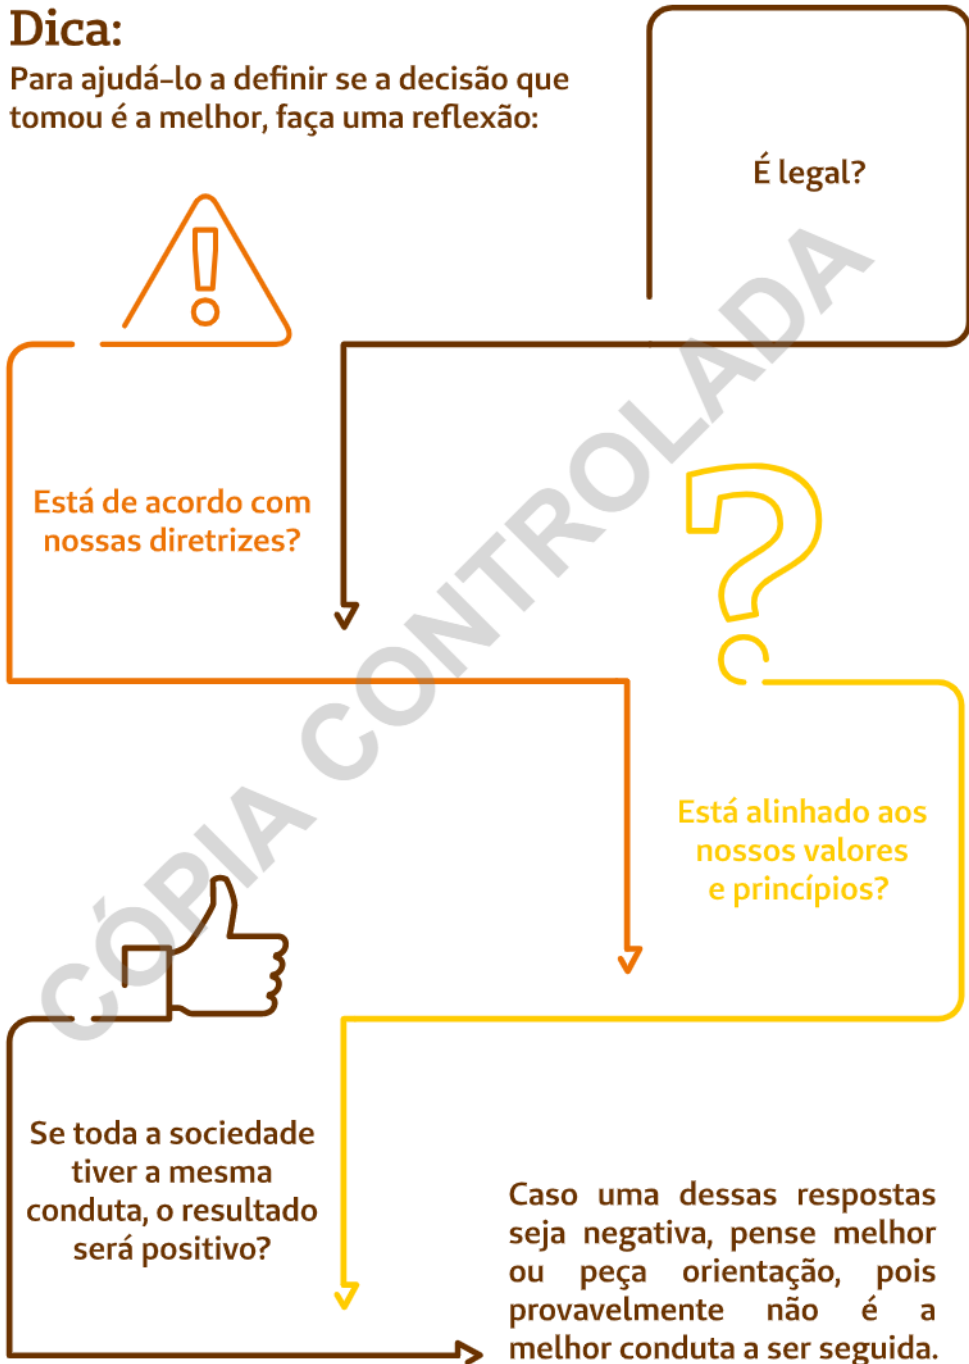 Dica:
Para ajudá-lo a definir se a decisão que
tomou é a melhor, faça uma reflexão:
É legal?
Está de acordo com
nossas diretrizes?
Está alinhado aos
nossos valores
e princípios?
Se toda a sociedade
tiver a mesma
conduta, o resultado
será positivo?
Caso uma dessas respostas
seja negativa, pense melhor
ou peça orientação, pois
provavelmente não é a
melhor conduta a ser seguida.
CÓPIA CONTROLADA